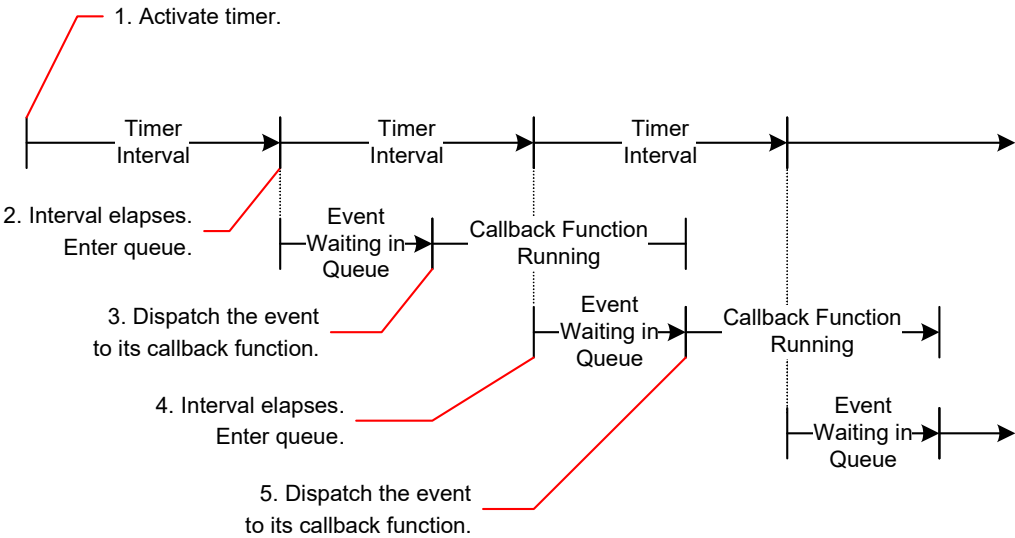 1. Activate timer.
Timer
Interval
Timer
Interval
Timer
Interval
2. Interval elapses.
Enter queue.
Event
Waiting in
Queue
Callback Function
Running
3. Dispatch the event
to its callback function.
Event
Waiting in
Queue
Callback Function
Running
4. Interval elapses.
Enter queue.
Event
Waiting in
Queue
5. Dispatch the event
to its callback function.